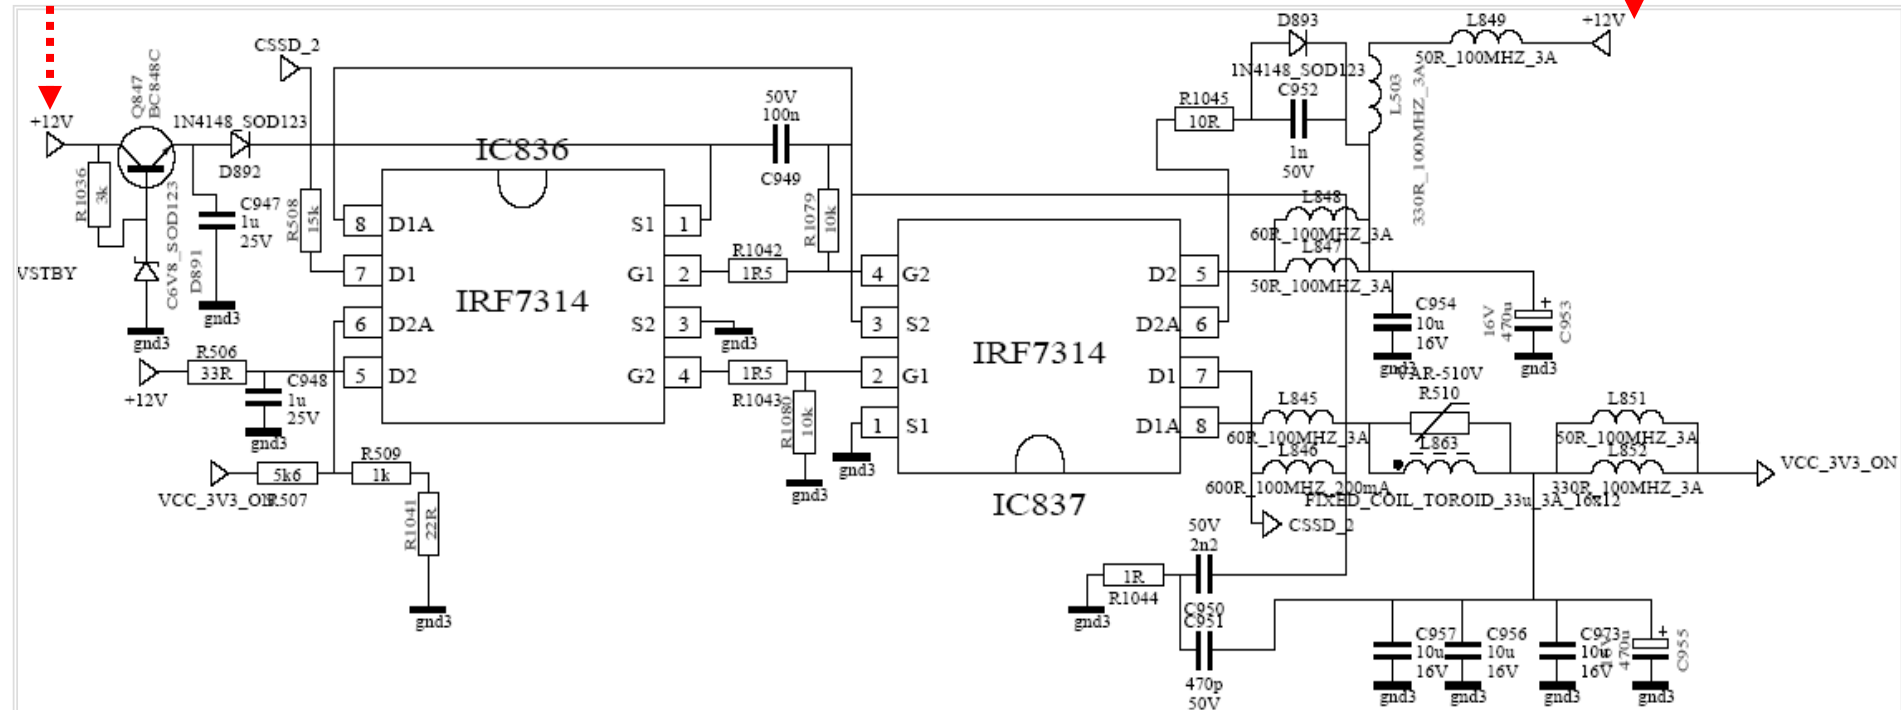 D893
L849
+12V
CSSD_2
50R_100MHZ_3A
1N4148_SOD123
Q847
BC848C
L503
330R_100MHZ_3A
C952
R1045
10R
50V
100n
+12V
1N4148_SOD123
IC836
1n
50V
D892
C949
R1036
3k
C6V8_SOD123
D891
C947
1u
25V
R508
15k
8
D1A
S1
1
R1079
10k
L848
60R_100MHZ_3A
L847
50R_100MHZ_3A
R1042
1R5
VSTBY
7
D1
G1
2
4
G2
D2
5
IRF7314
gnd3
6
D2A
S2
3
gnd3
3
S2
D2A
6
C954
10u
16V
16V
470u
C953
gnd3
R506
33R
IRF7314
gnd3
gnd3
VAR-510V
R510
5
D2
G2
4
1R5
R1043
2
G1
D1
7
+12V
C948
1u
25V
gnd3
R1080
10k
L845
60R_100MHZ_3A
L851
50R_100MHZ_3A
1
S1
D1A
8
L846
600R_100MHZ_200mA
L863
FIXED_COIL_TOROID_33u_3A_16x12
L852
330R_100MHZ_3A
VCC_3V3_ON
gnd3
gnd3
R509
1k
5k6
VCC_3V3_ON
R507
R1041
22R
IC837
CSSD_2
50V
2n2
1R
R1044
C950
C951
gnd3
gnd3
470p
50V
C957
10u
16V
C956
10u
16V
C973
10u
16V
470u
C955
gnd3
gnd3
gnd3
gnd3